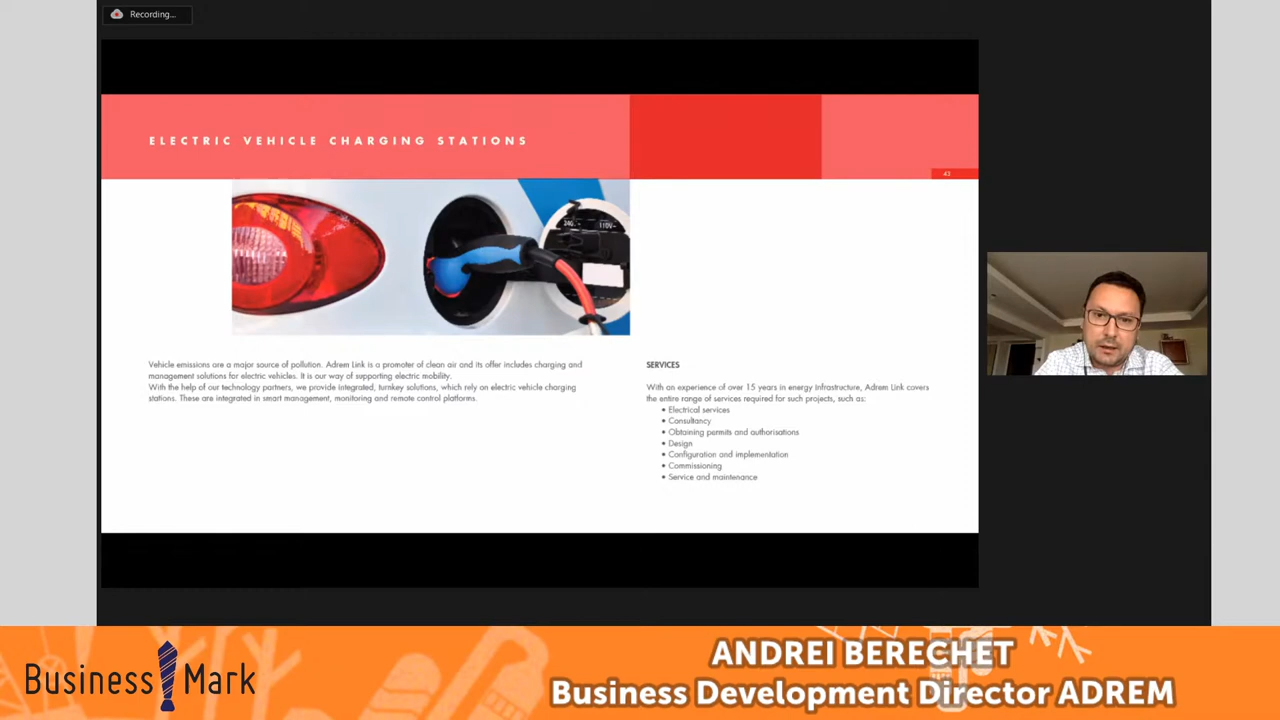 Recording...
ELECTRIC VEHICLE CHARGING STATIONS
43
240
110V
Vehicle emissions are a major source of pollution. Adrem Link is a promoter of clean air and its offer includes charging and
management solutions for electric vehicles. It is our way of supporting electric mobility.
With the help of our technology partners, we provide integrated, turnkey solutions, which rely on electric vehicle charging
stations. These are integrated in smart management, monitoring and remote control platforms.
SERVICES
With an experience of over 15 years in energy infrastructure, Adrem Link covers
the entire range of services required for such projects, such as:
• Electrical services
• Consultancy
• Obtaining permits and authorisations
• Design
• Configuration and implementation
• Commissioning
• Service and maintenance
Business Mark
ANDREI BERECHET
Business Development Director ADREM